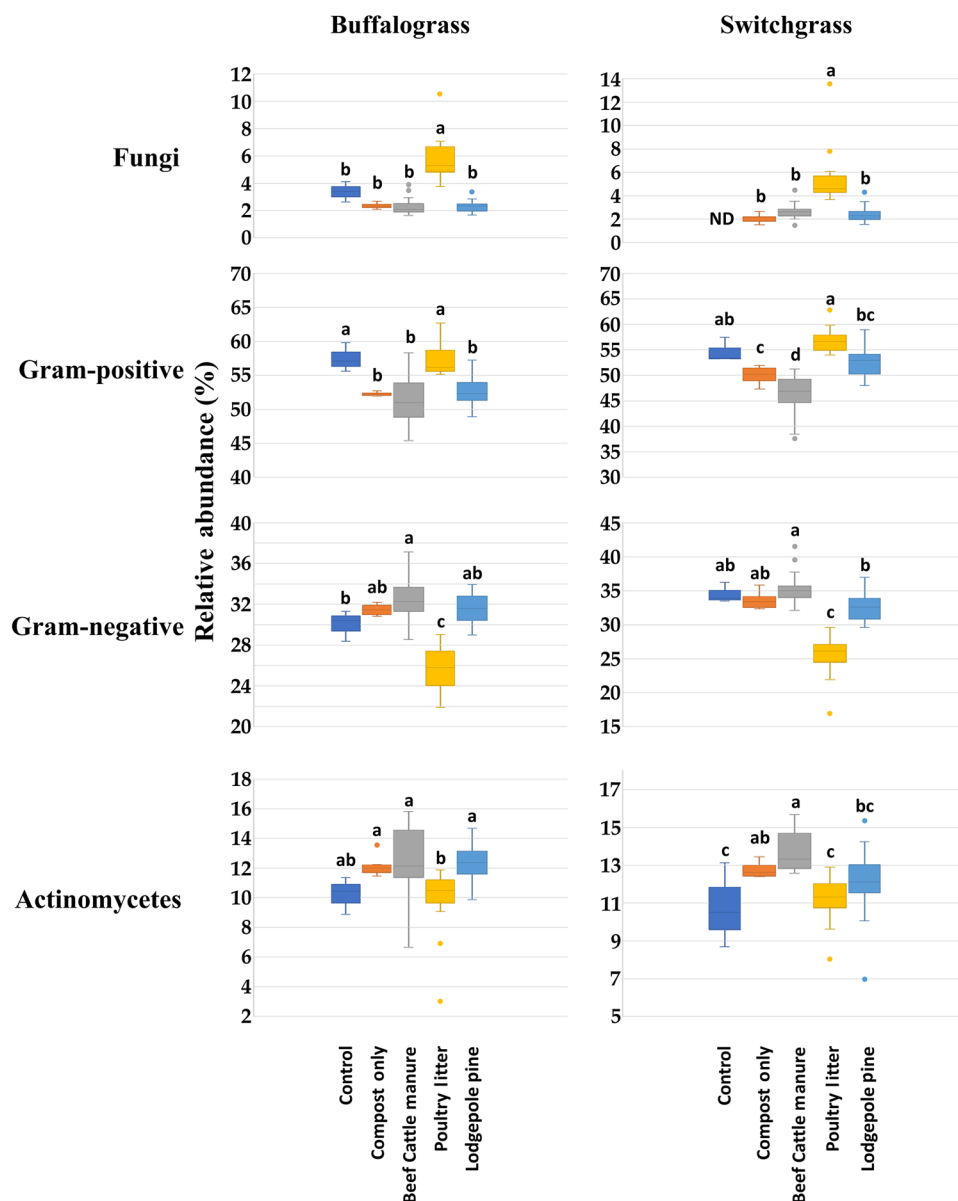 Buffalograss Switchgrass
Fungi
12
10
8
6
4
2
0
b b b a b
14
12
10
8
6
4
2
0
ND b b a b
Gram-positive
70
65
60
55
50
45
40
a b b a b
70
65
60
55
50
45
40
35
30
ab c d a bc
Relative abundance (%)
Gram-negative
40
36
32
28
24
20
b ab a c ab
45
40
35
30
25
20
15
ab ab a c b
Actinomycetes
18
16
14
12
10
8
6
4
2
ab a a b a
17
15
13
11
9
7
5
c ab a c bc
Control
Compost only
Beef Cattle manure
Poultry litter
Lodgepole pine
Control
Compost only
Beef Cattle manure
Poultry litter
Lodgepole pine